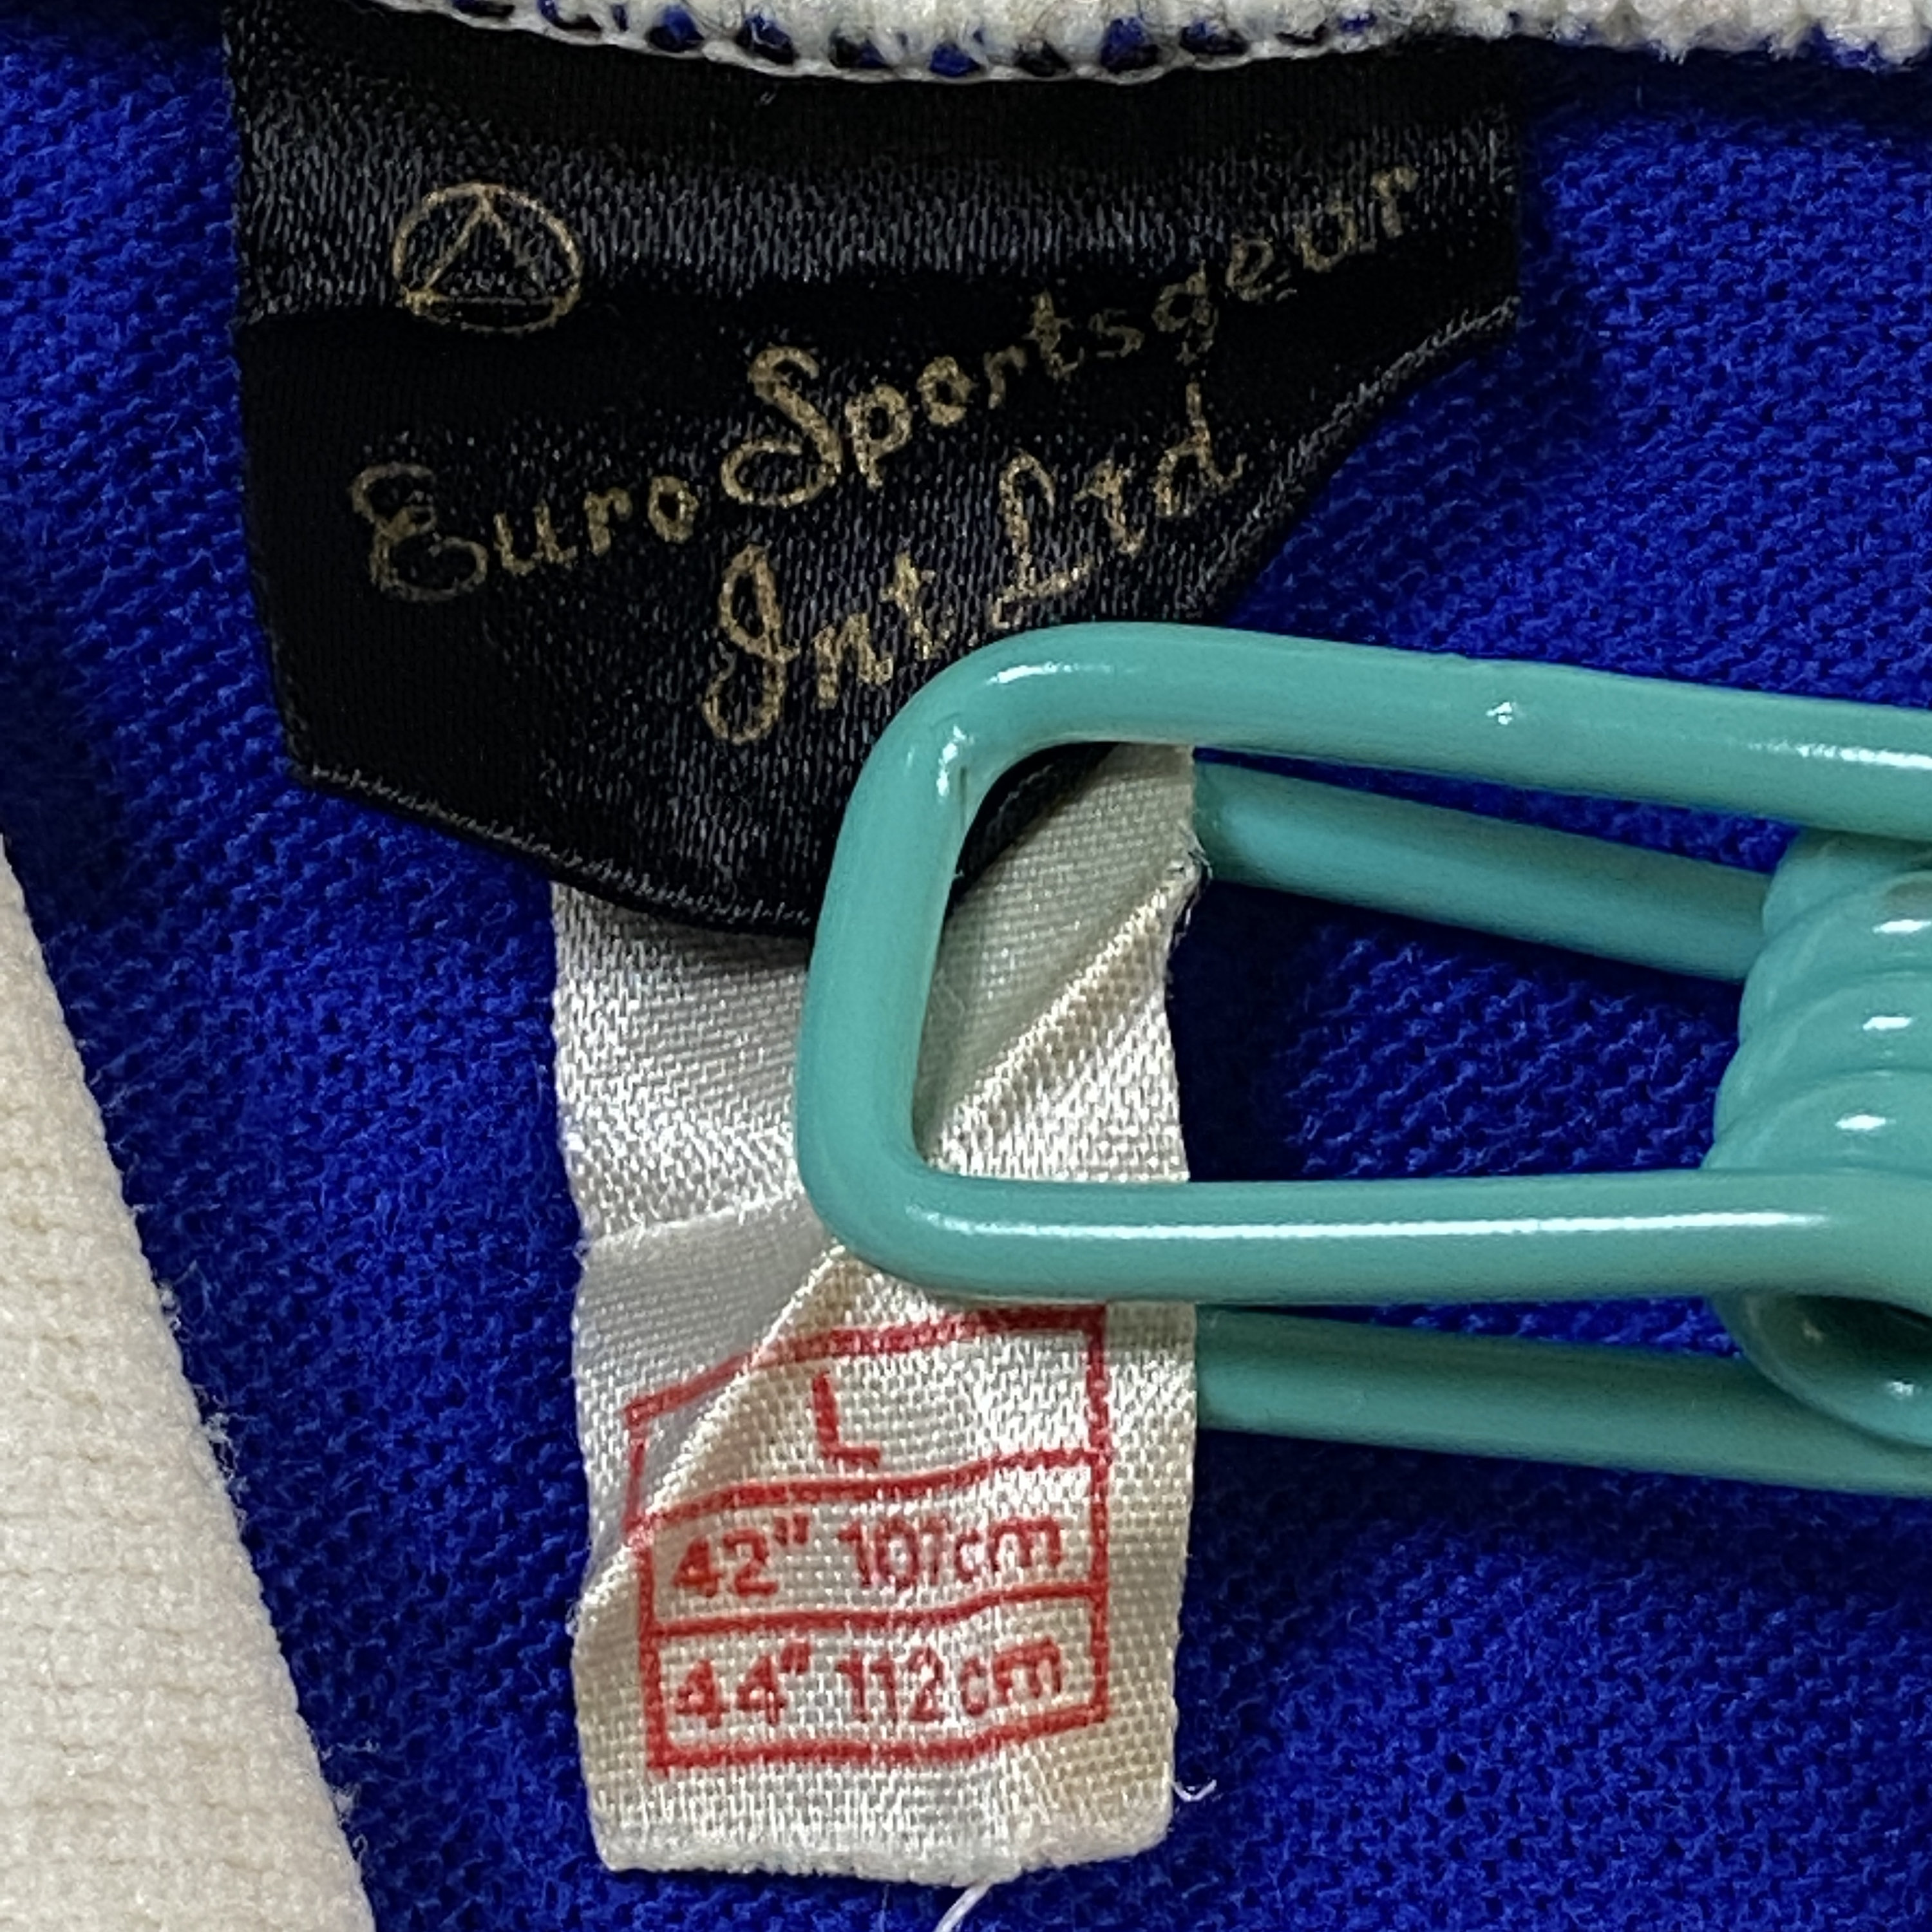 Euro Sportsgear
Int Ltd
L
42" 107cm
44" 112cm